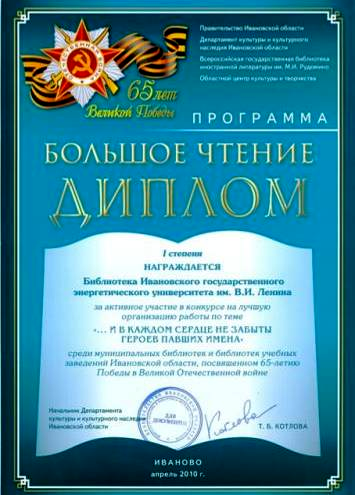 Правительство Ивановской области
Департамент культуры и культурного
наследия Ивановской области
Всероссийская государственная библиотека
иностранной литературы им. М.И. Рудомино
Областной центр культуры и творчества
65 лет
Великой Победы
ПРОГРАММА
БОЛЬШОЕ ЧТЕНИЕ
ДИПЛОМ
I степени
НАГРАЖДАЕТСЯ
Библиотека Ивановского государственного
энергетического университета им. В.И. Ленина
за активное участие в конкурсе на лучшую
организацию работы по теме
«... И В КАЖДОМ СЕРДЦЕ НЕ ЗАБЫТЫ
ГЕРОЕВ ПАВШИХ ИМЕНА»
среди муниципальных библиотек и библиотек учебных
заведений Ивановской области, посвященном 65-летию
Победы в Великой Отечественной войне
Начальник Департамента
культуры и культурного наследия
Ивановской области
ДЛЯ
ДОКУМЕНТОВ
Т. Б. КОТЛОВА
ИВАНОВО
апрель 2010 г.